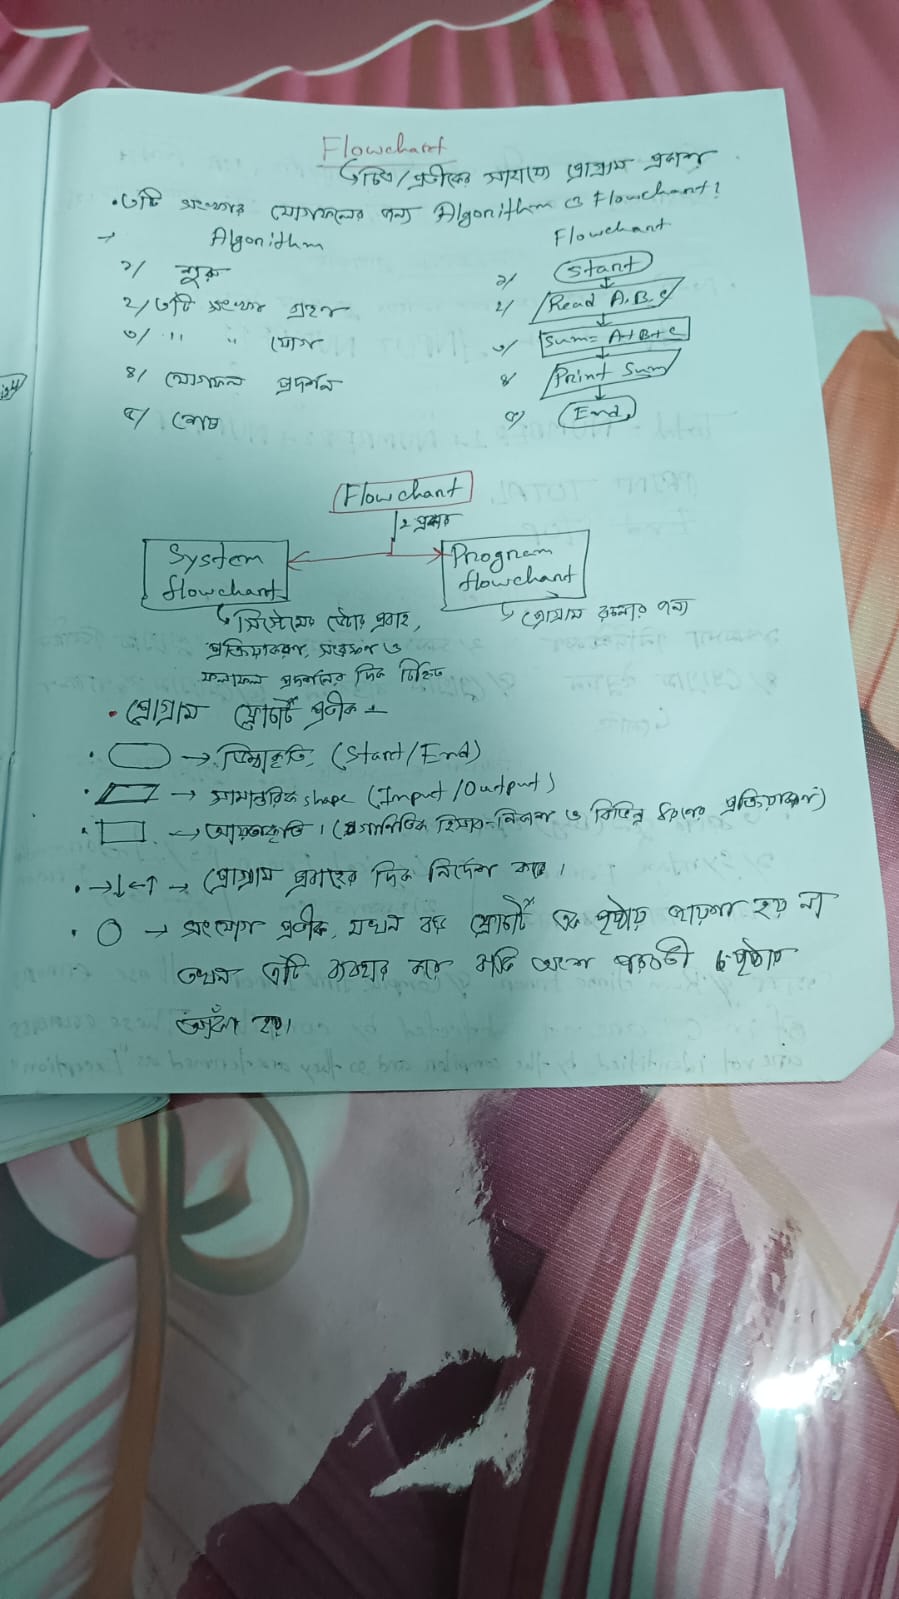 Flowchart
↳ চিত্র/প্রতীকের সাহায্যে প্রোগ্রাম প্রকাশ
• ৩টি সংখ্যার যোগফলের জন্য Algorithm ও Flowchart?
→ Algorithm
Flowchart
১/ শুরু
২/ ৩টি সংখ্যা গ্রহণ
৩/ " " যোগ
৪/ যোগফল প্রদর্শন
৫/ শেষ
১/ Start
২/ Read A,B,C
৩/ Sum= A+B+C
৪/ Print Sum
৫/ End
Flowchart
২ প্রকার
System flowchart
Program flowchart
↳ সিস্টেমের ডেটা প্রবাহ,
প্রক্রিয়াকরণ, সংরক্ষণ ও
ফলাফল প্রদর্শনের দিক চিহ্নিত
↳ প্রোগ্রাম রচনার জন্য
• প্রোগ্রাম ফ্লোচার্ট প্রতীক
• → ডিম্বাকৃতি, (Start/End)
• → সামান্তরিক shape (Input/Output)
• → আয়তাকৃতি। (গাণিতিক হিসাব-নিকাশ ও বিভিন্ন ধরণের প্রক্রিয়াকরণ)
• →↓←↑ → প্রোগ্রাম প্রবাহের দিক নির্দেশ করে।
• → সংযোগ প্রতীক, যখন বড় ফ্লোচার্ট এক পৃষ্ঠায় জায়গা হয় না
তখন এটি ব্যবহার করে বাকি অংশ পরবর্তী পৃষ্ঠায়
আঁকা হয়।